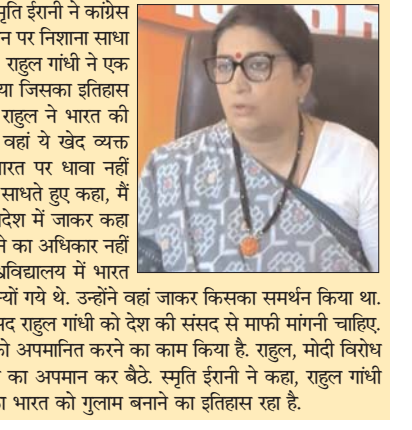 मृति ईरानी ने कांग्रेस
न पर निशाना साधा
. राहुल गांधी ने एक
या जिसका इतिहास
राहुल ने भारत की
वहां ये खेद व्यक्त
भारत पर धावा नहीं
साधते हुए कहा, मैं
देश में जाकर कहा
ने का अधिकार नहीं
श्वविद्यालय में भारत
यों गये थे. उन्होंने वहां जाकर किसका समर्थन किया था.
सद राहुल गांधी को देश की संसद से माफी मांगनी चाहिए.
को अपमानित करने का काम किया है. राहुल, मोदी विरोध
का अपमान कर बैठे. स्मृति ईरानी ने कहा, राहुल गांधी
भारत को गुलाम बनाने का इतिहास रहा है.